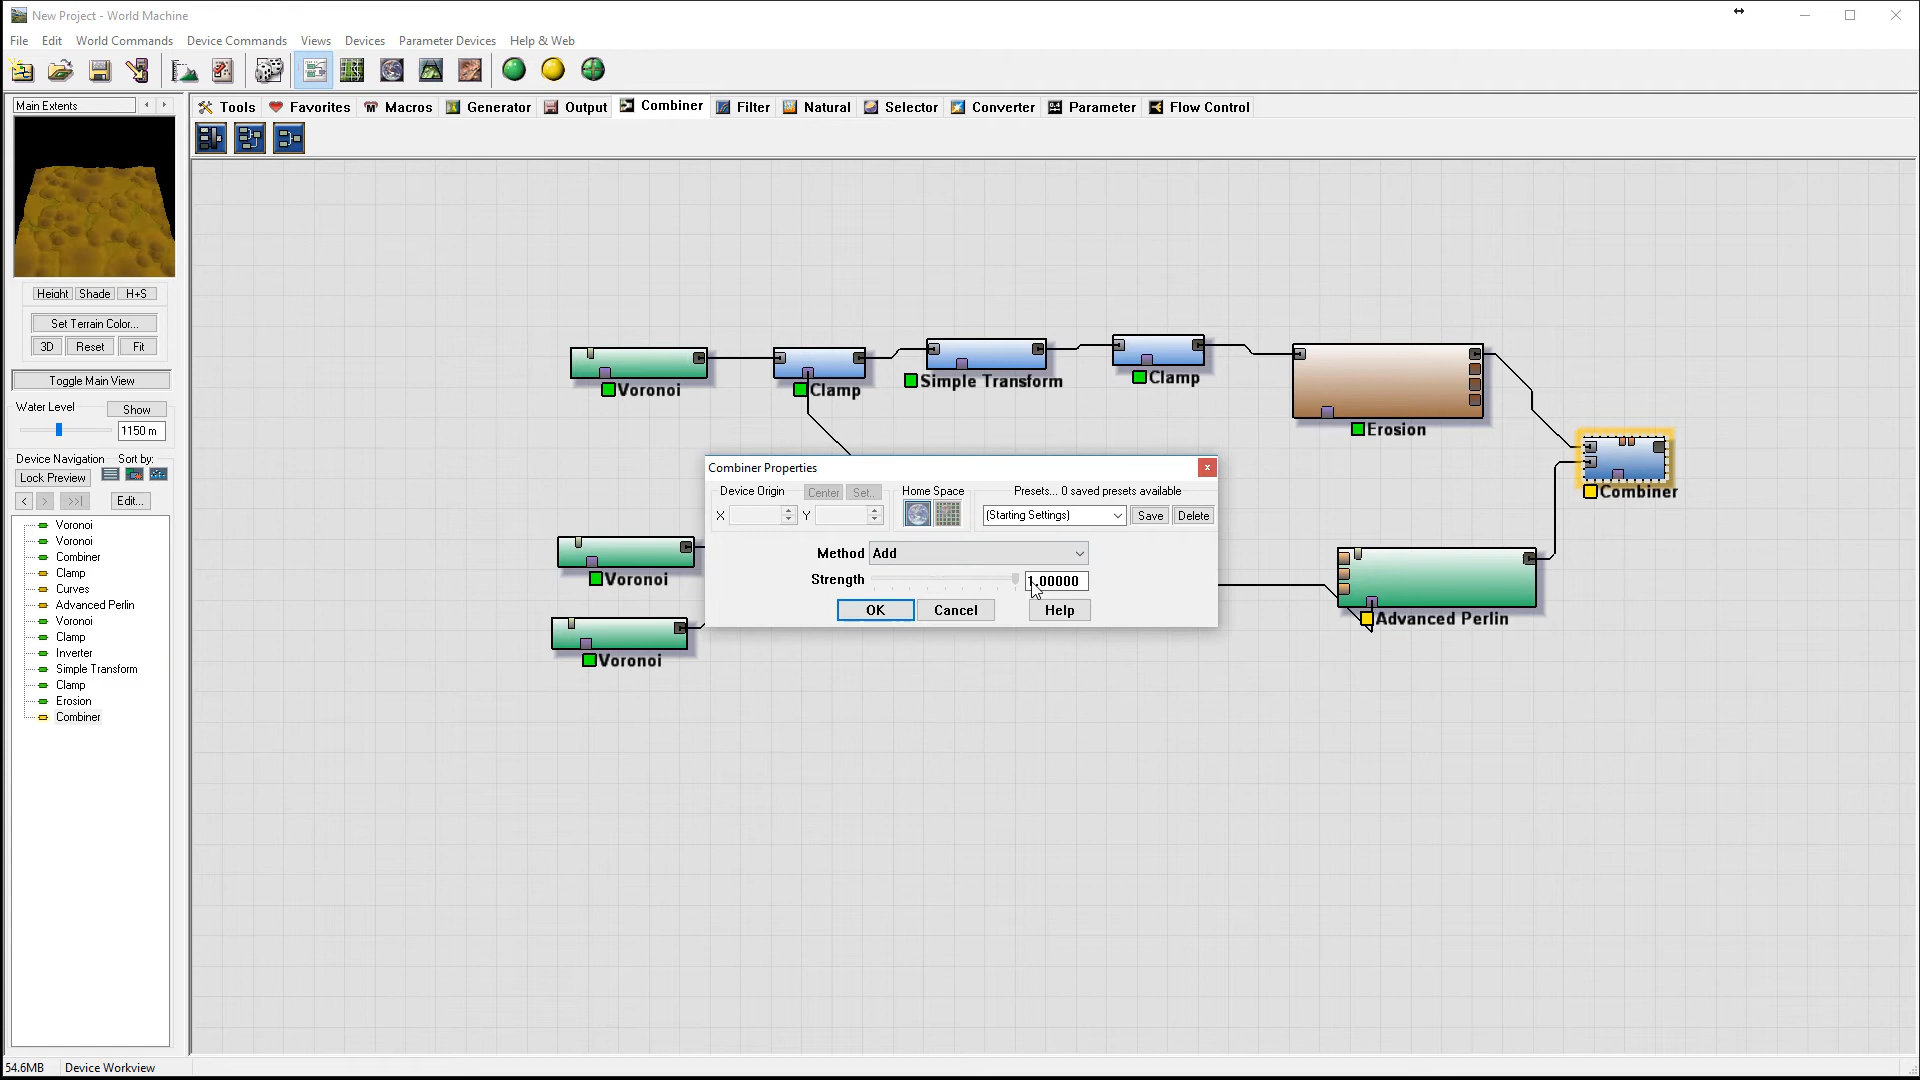 New Project - World Machine
File Edit World Commands Device Commands Views Devices Parameter Devices Help & Web
Main Extents
Tools Favorites Macros Generator Output Combiner Filter Natural Selector Converter Parameter Flow Control
Height Shade H+S
Set Terrain Color...
3D Reset Fit
Toggle Main View
Water Level Show
1150 m
Device Navigation Sort by:
Lock Preview
< > >>| Edit...
Voronoi
Voronoi
Combiner
Clamp
Curves
Advanced Perlin
Voronoi
Clamp
Inverter
Simple Transform
Clamp
Erosion
Combiner
Voronoi
Clamp
Simple Transform
Clamp
Erosion
Combiner
Voronoi
Voronoi
Advanced Perlin
Combiner Properties
Device Origin Center Set.. Home Space Presets... 0 saved presets available
X Y (Starting Settings) Save Delete
Method Add
Strength 1.00000
OK Cancel Help
54.6MB Device Workview